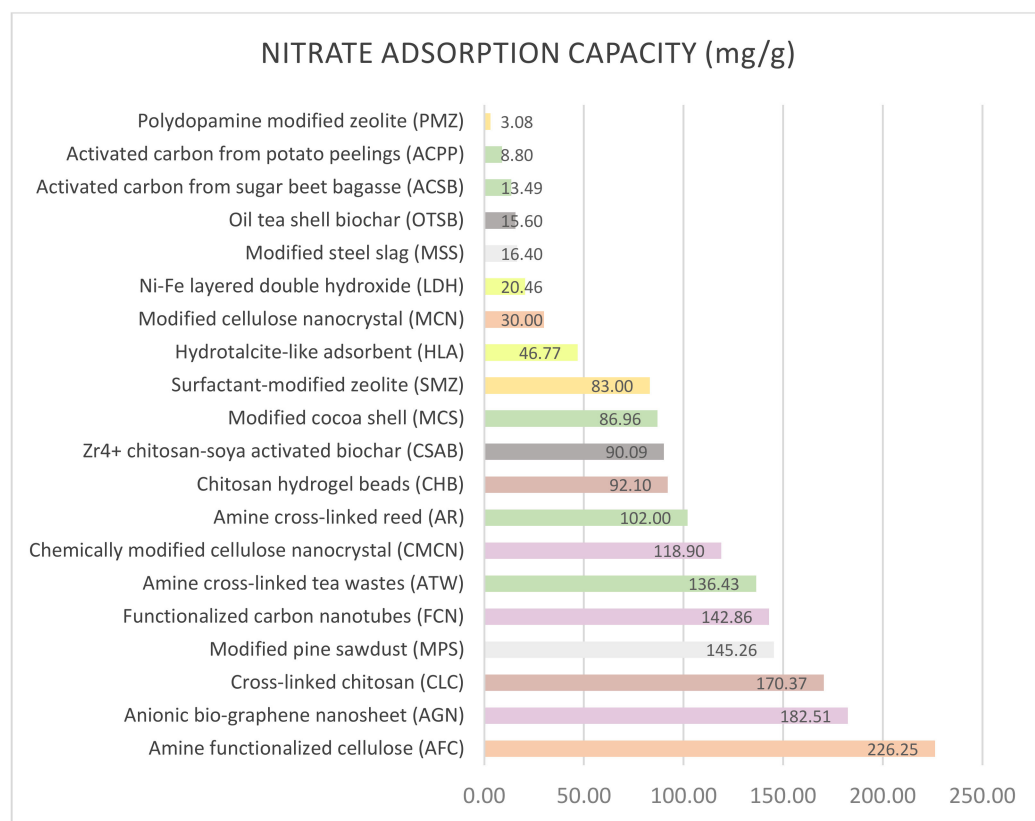 NITRATE ADSORPTION CAPACITY (mg/g)
Polydopamine modified zeolite (PMZ) 3.08
Activated carbon from potato peelings (ACPP) 8.80
Activated carbon from sugar beet bagasse (ACSB) 13.49
Oil tea shell biochar (OTSB) 15.60
Modified steel slag (MSS) 16.40
Ni-Fe layered double hydroxide (LDH) 20.46
Modified cellulose nanocrystal (MCN) 30.00
Hydrotalcite-like adsorbent (HLA) 46.77
Surfactant-modified zeolite (SMZ) 83.00
Modified cocoa shell (MCS) 86.96
Zr4+ chitosan-soya activated biochar (CSAB) 90.09
Chitosan hydrogel beads (CHB) 92.10
Amine cross-linked reed (AR) 102.00
Chemically modified cellulose nanocrystal (CMCN) 118.90
Amine cross-linked tea wastes (ATW) 136.43
Functionalized carbon nanotubes (FCN) 142.86
Modified pine sawdust (MPS) 145.26
Cross-linked chitosan (CLC) 170.37
Anionic bio-graphene nanosheet (AGN) 182.51
Amine functionalized cellulose (AFC) 226.25
0.00 50.00 100.00 150.00 200.00 250.00